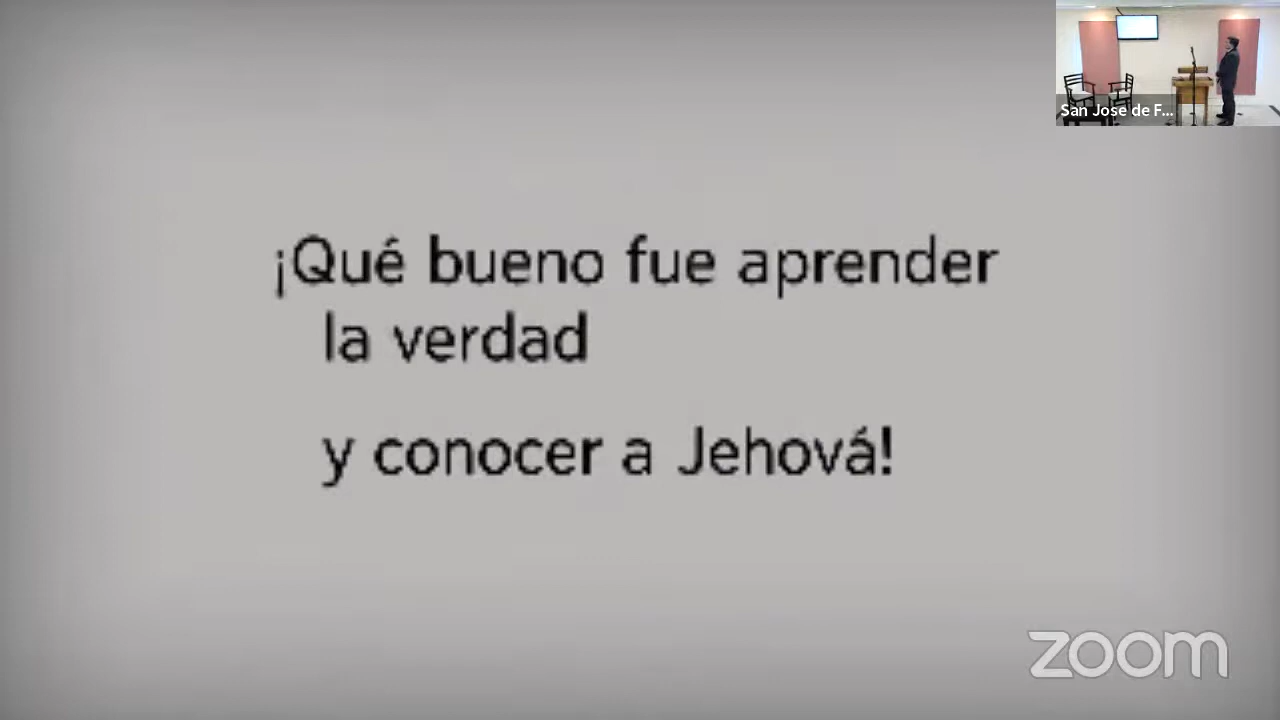 San Jose de F...
¡Qué bueno fue aprender
la verdad
y conocer a Jehová!
zoom